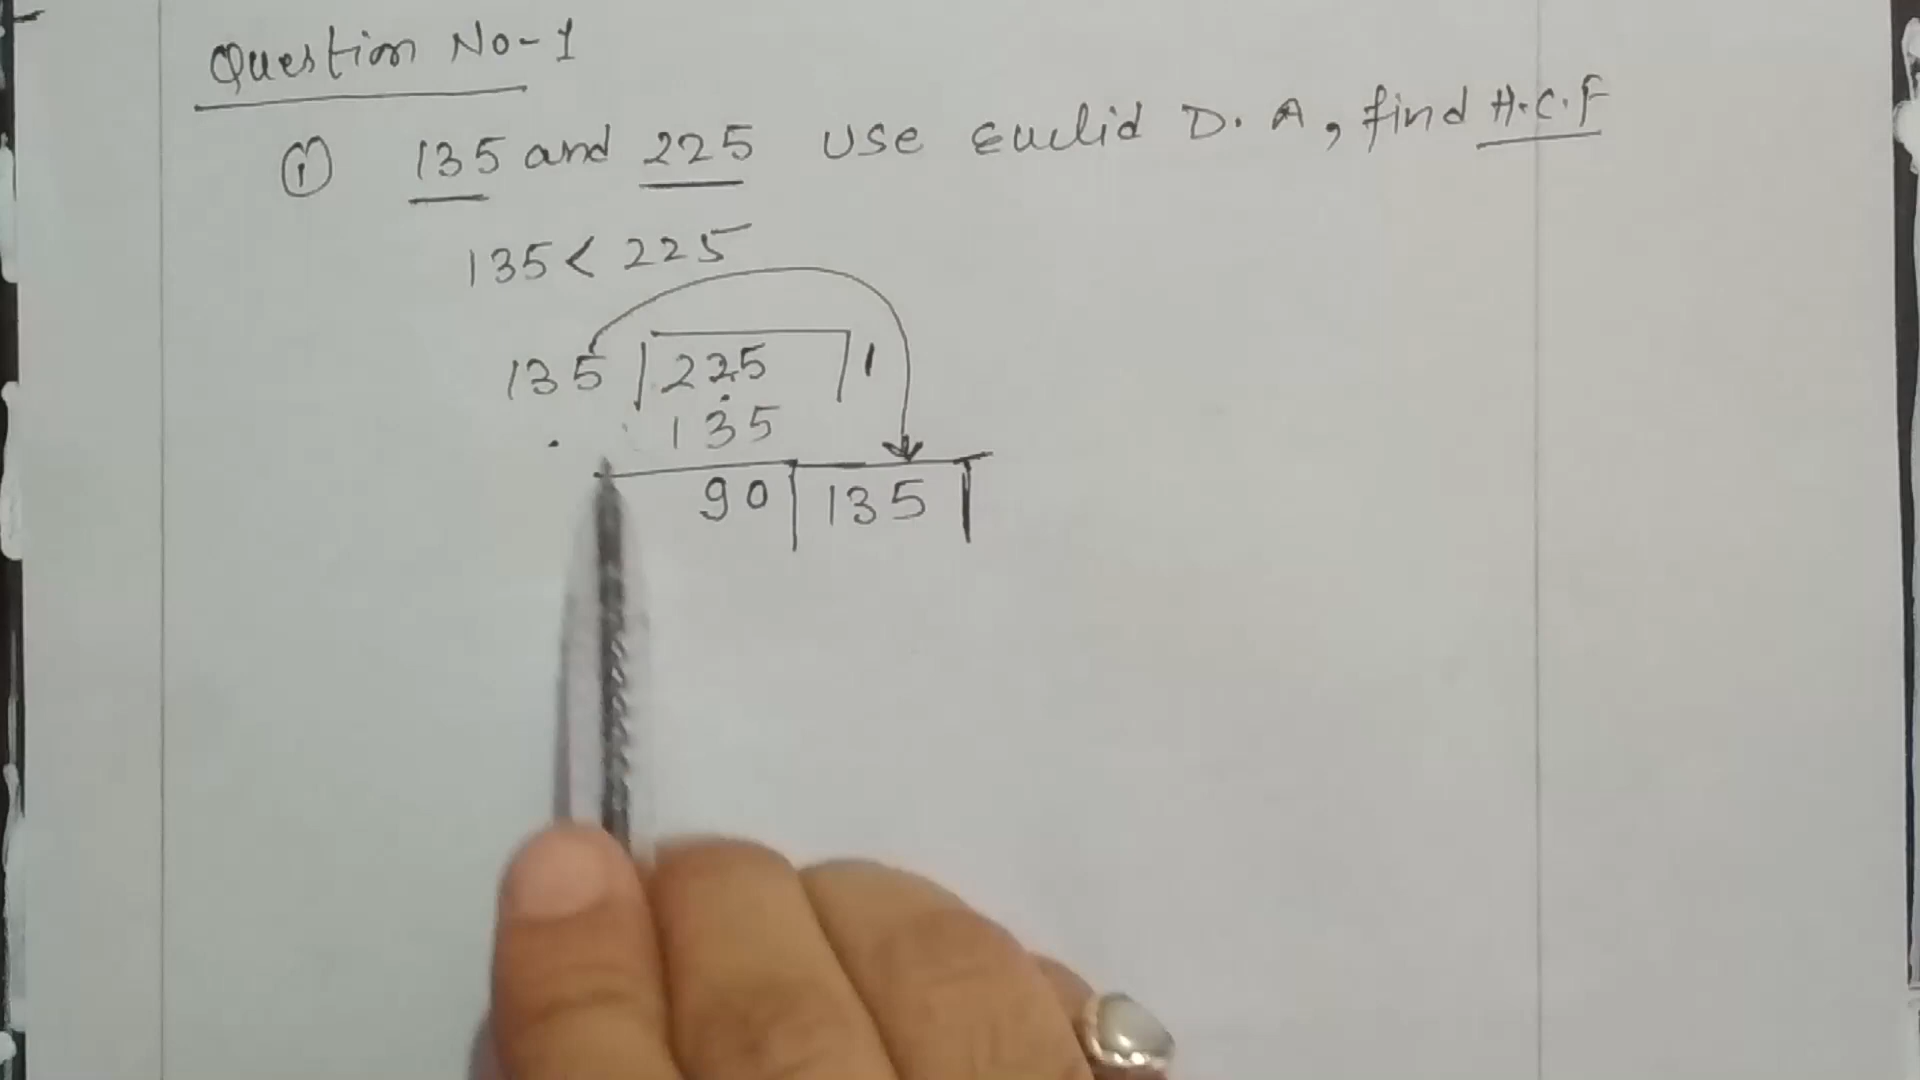 Question No-1
① 135 and 225 use Euclid D. A, find H.C.F
135 < 225
135 225 1
135
90 135